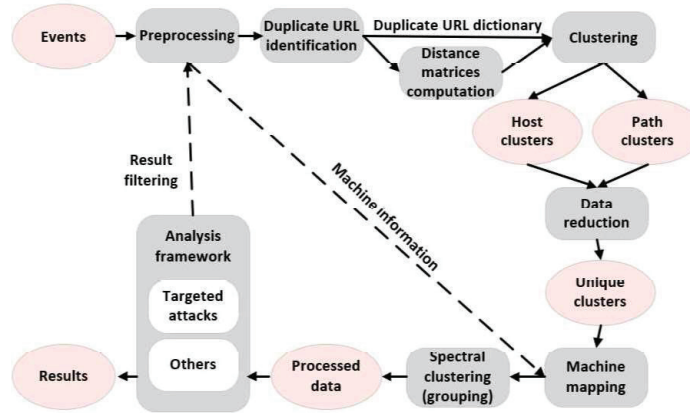 Events
Preprocessing
Duplicate URL
identification
Duplicate URL dictionary
Distance
matrices
computation
Clustering
Host
clusters
Path
clusters
Data
reduction
Unique
clusters
Machine
mapping
Machine information
Spectral
clustering
(grouping)
Processed
data
Result
filtering
Analysis
framework
Targeted
attacks
Others
Results